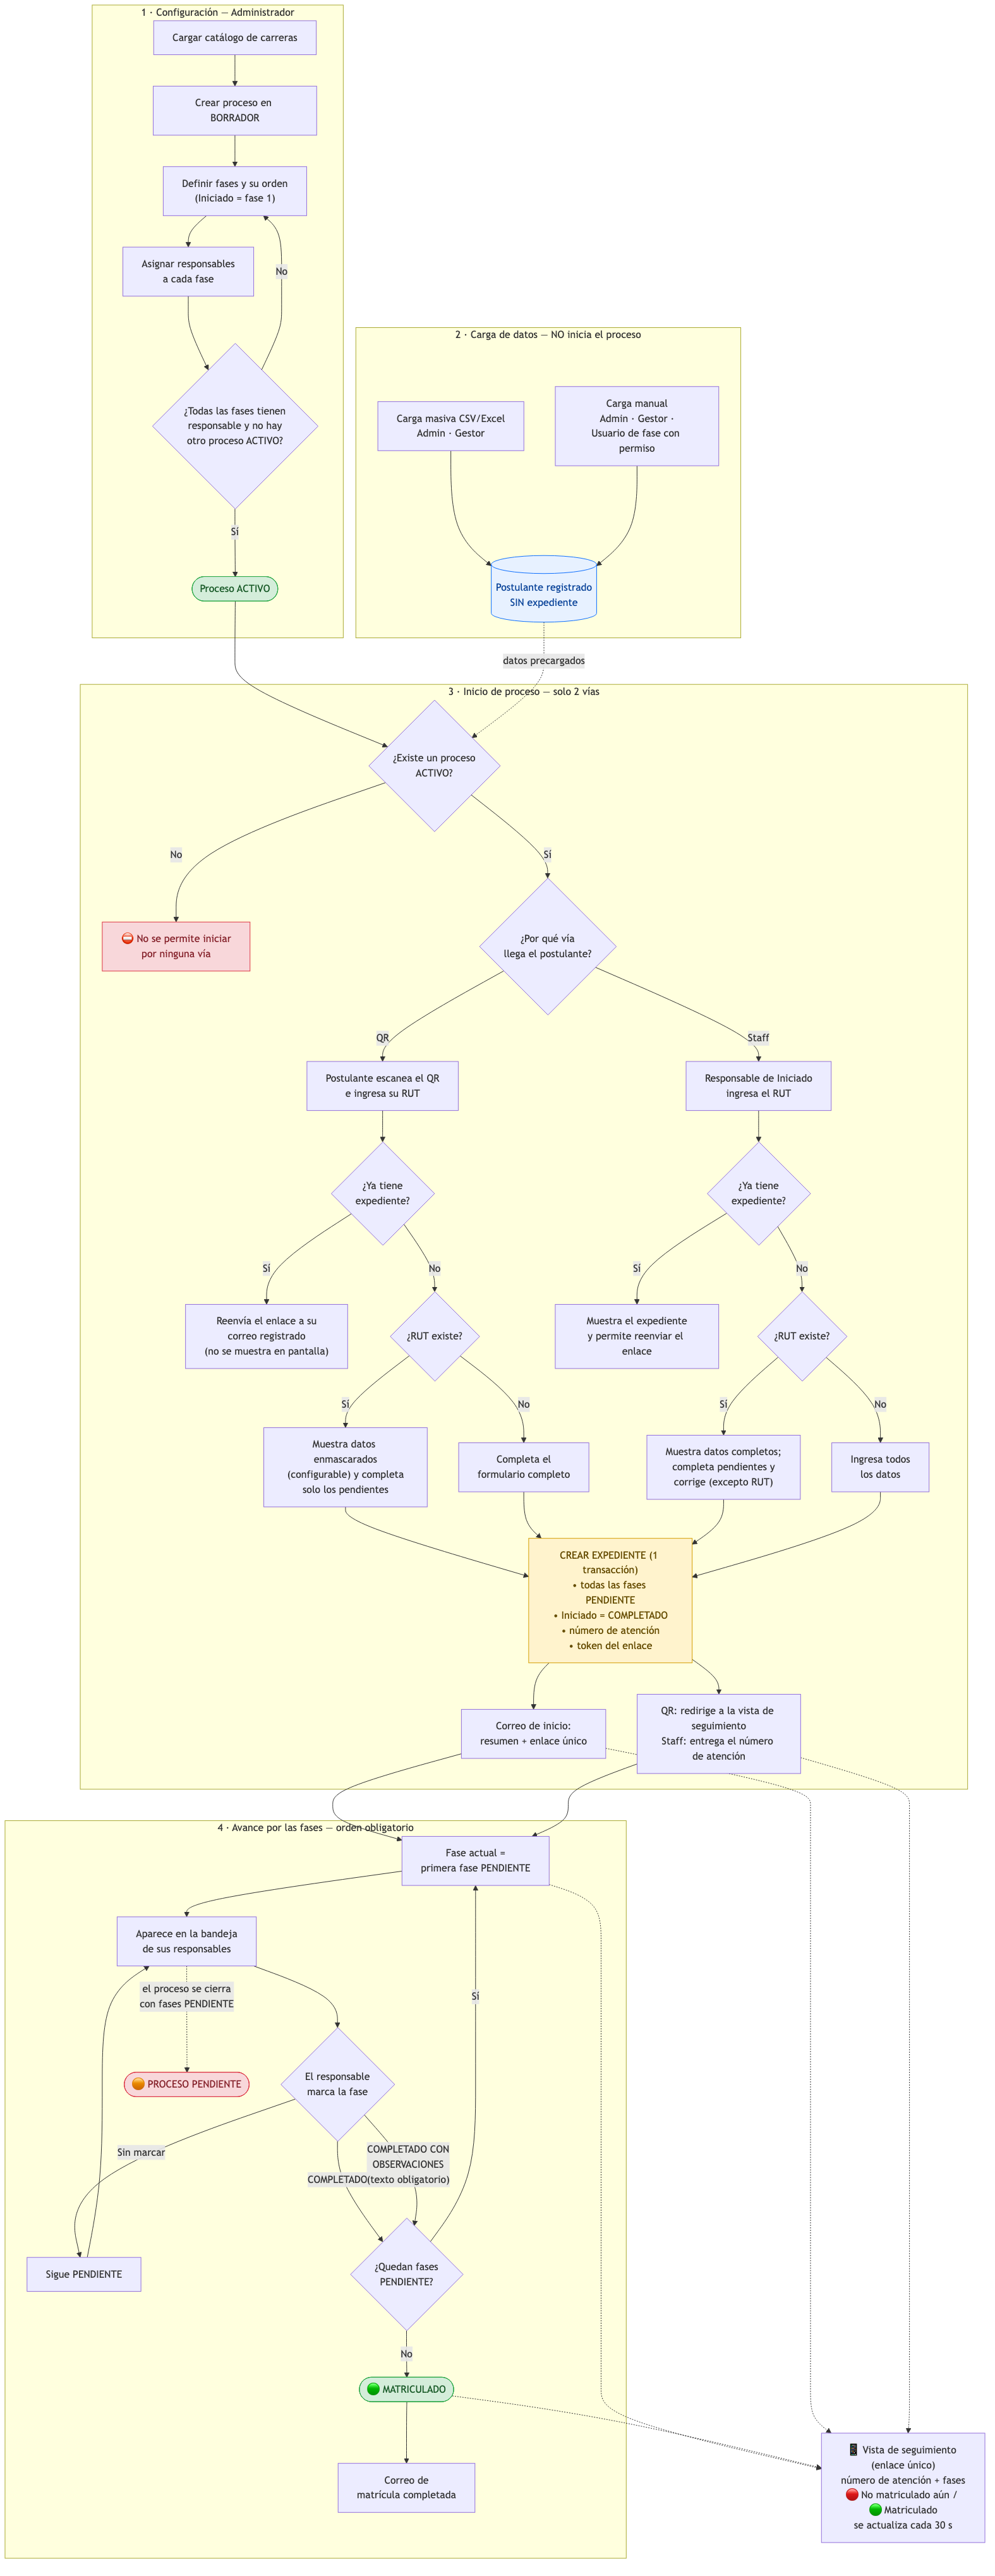 1 · Configuración — Administrador
Cargar catálogo de carreras
Crear proceso en
BORRADOR
Definir fases y su orden
(Iniciado = fase 1)
Asignar responsables
a cada fase
No
¿Todas las fases tienen
responsable y no hay
otro proceso ACTIVO?
Sí
Proceso ACTIVO
2 · Carga de datos — NO inicia el proceso
Carga masiva CSV/Excel
Admin · Gestor
Carga manual
Admin · Gestor ·
Usuario de fase con
permiso
Postulante registrado
SIN expediente
datos precargados
3 · Inicio de proceso — solo 2 vías
¿Existe un proceso
ACTIVO?
No
Sí
⛔ No se permite iniciar
por ninguna vía
¿Por qué vía
llega el postulante?
QR
Staff
Postulante escanea el QR
e ingresa su RUT
Responsable de Iniciado
ingresa el RUT
¿Ya tiene
expediente?
¿Ya tiene
expediente?
Sí
No
Sí
No
Reenvía el enlace a su
correo registrado
(no se muestra en pantalla)
¿RUT existe?
Muestra el expediente
y permite reenviar el
enlace
¿RUT existe?
Sí
No
Sí
No
Muestra datos
enmascarados
(configurable) y completa
solo los pendientes
Completa el
formulario completo
Muestra datos completos;
completa pendientes y
corrige (excepto RUT)
Ingresa todos
los datos
CREAR EXPEDIENTE (1
transacción)
• todas las fases
PENDIENTE
• Iniciado = COMPLETADO
• número de atención
• token del enlace
Correo de inicio:
resumen + enlace único
QR: redirige a la vista de
seguimiento
Staff: entrega el número
de atención
4 · Avance por las fases — orden obligatorio
Fase actual =
primera fase PENDIENTE
Aparece en la bandeja
de sus responsables
el proceso se cierra
con fases PENDIENTE
Sí
🟠 PROCESO PENDIENTE
El responsable
marca la fase
Sin marcar
COMPLETADO CON
OBSERVACIONES
(texto obligatorio)
COMPLETADO
Sigue PENDIENTE
¿Quedan fases
PENDIENTE?
No
🟢 MATRICULADO
Correo de
matrícula completada
📱 Vista de seguimiento
(enlace único)
número de atención + fases
🔴 No matriculado aún /
🟢 Matriculado
se actualiza cada 30 s